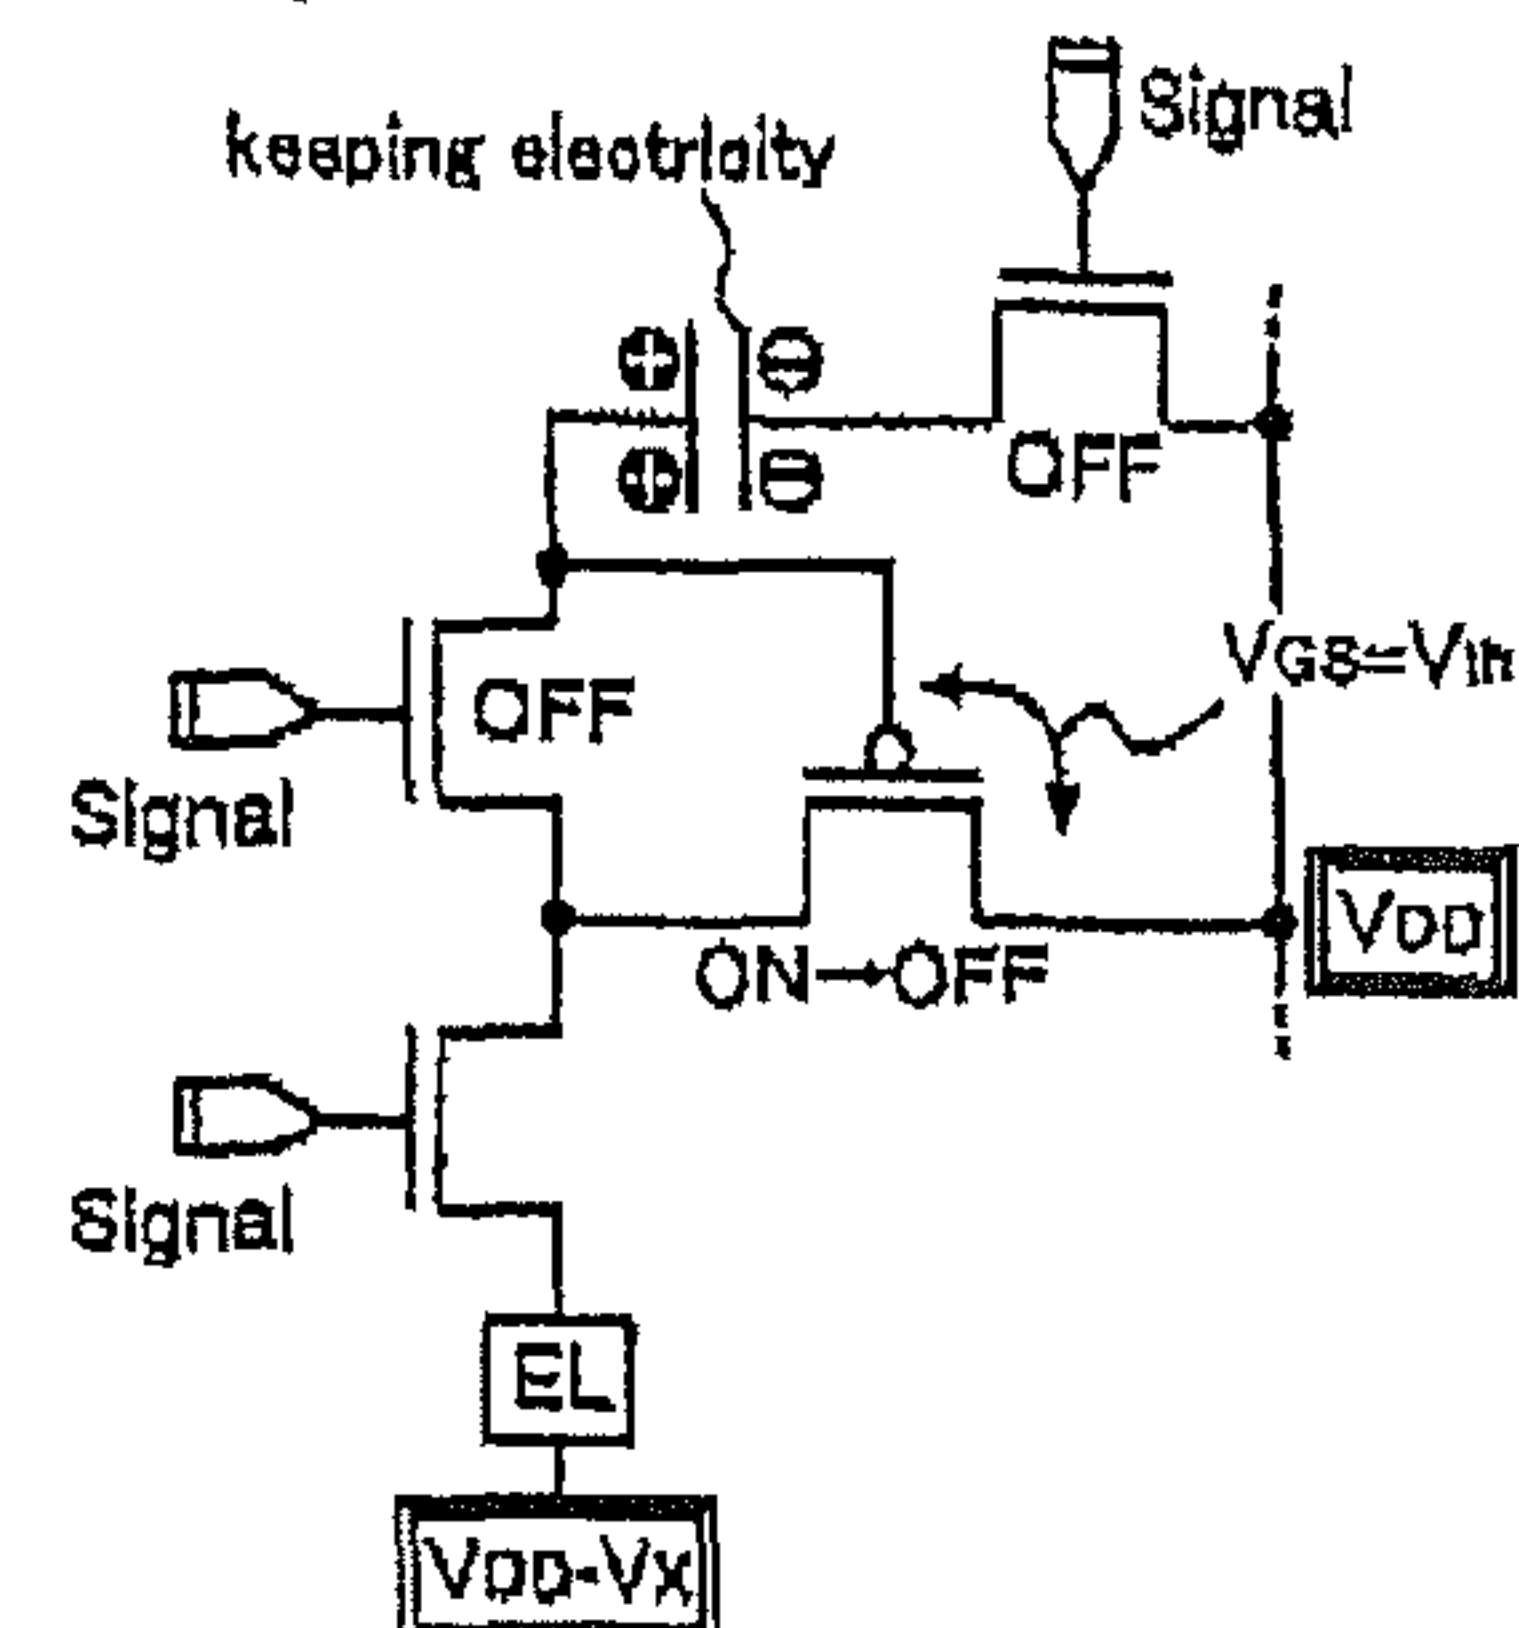 Signal
keeping electricity
OFF
VGS=Vth
OFF
Signal
VDD
ON→OFF
Signal
EL
VDD-VX